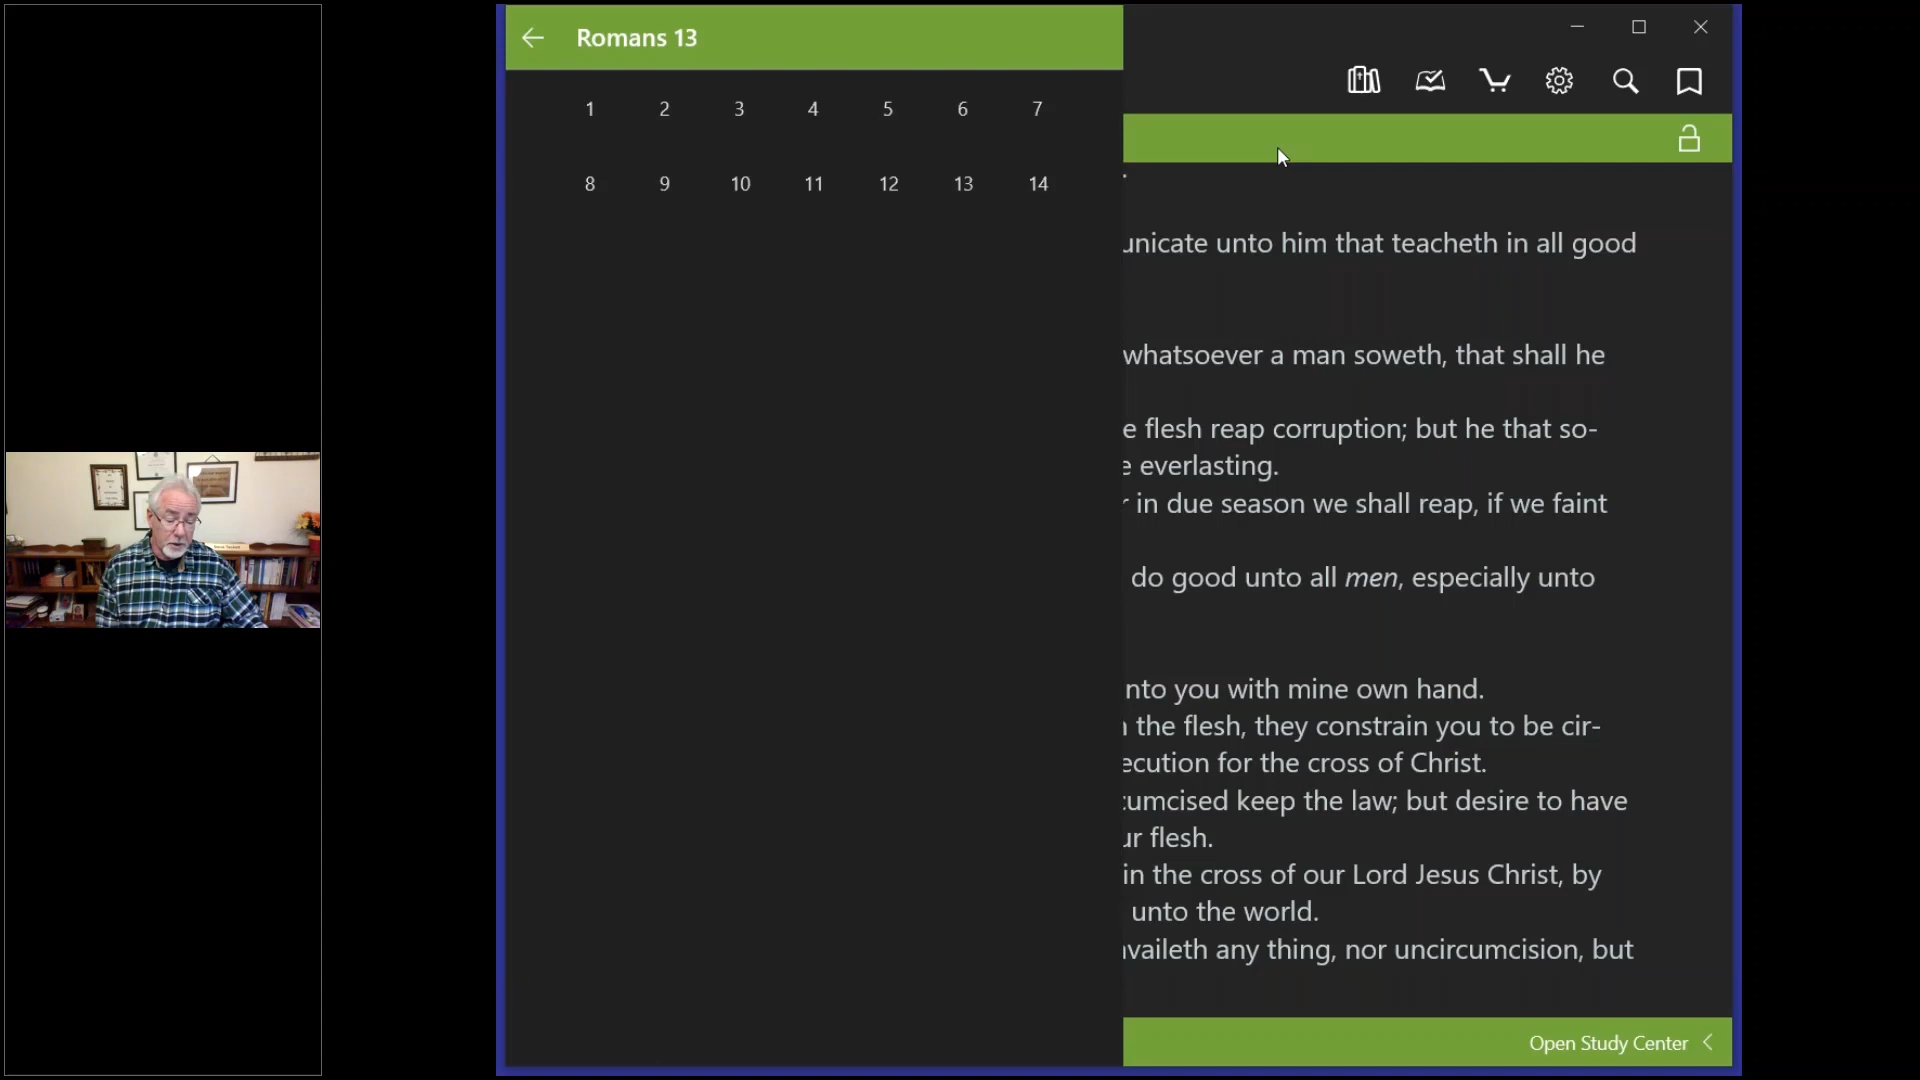 Romans 13
1 2 3 4 5 6 7
8 9 10 11 12 13 14
unicate unto him that teacheth in all good
whatsoever a man soweth, that shall he
e flesh reap corruption; but he that so-
e everlasting.
r in due season we shall reap, if we faint
do good unto all men, especially unto
nto you with mine own hand.
n the flesh, they constrain you to be cir-
ecution for the cross of Christ.
cumcised keep the law; but desire to have
ur flesh.
in the cross of our Lord Jesus Christ, by
unto the world.
availeth any thing, nor uncircumcision, but
Open Study Center